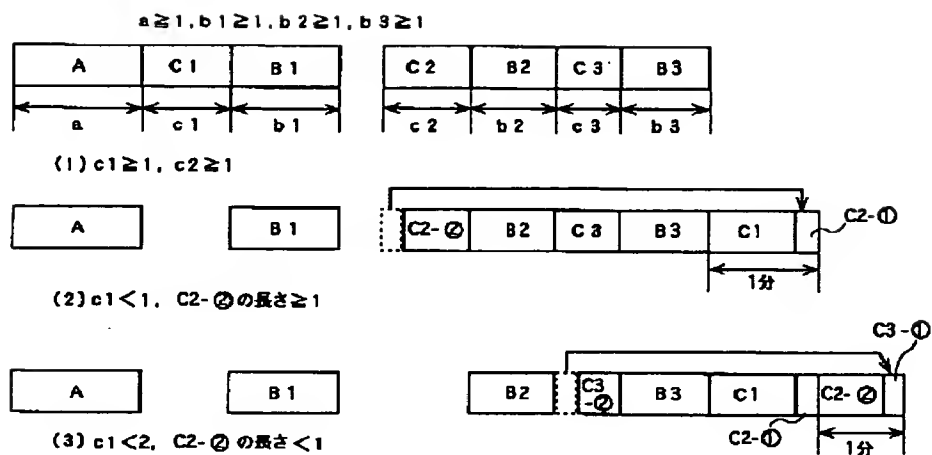 a≧1, b1≧1, b2≧1, b3≧1
A C1 B1 C2 B2 C3 B3
a c1 b1 c2 b2 c3 b3
(1) c1≧1, c2≧1
A B1 C2-② B2 C3 B3 C1 C2-①
1分
(2) c1<1, C2-②の長さ≧1
C3-①
A B1 B2 C3-② B3 C1 C2-②
C2-① 1分
(3) c1<2, C2-②の長さ<1